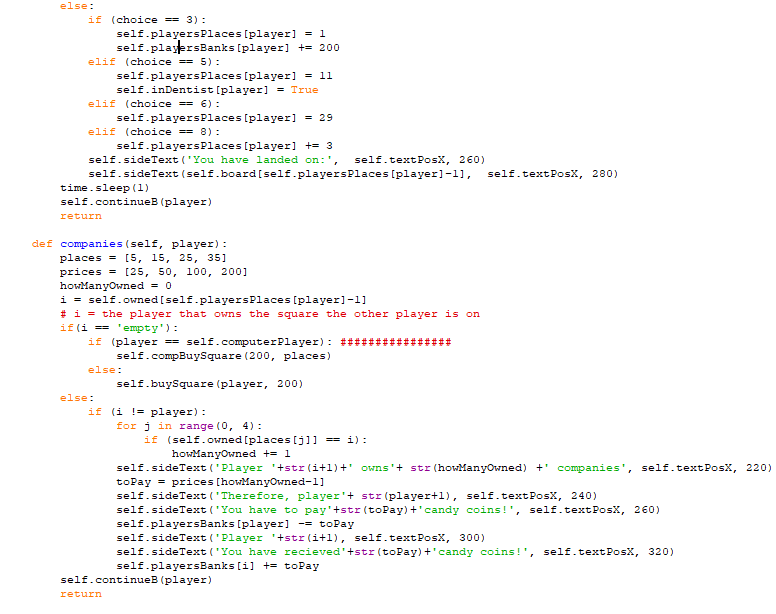 else:
if (choice == 3):
self.playersPlaces[player] = 1
self.playersBanks[player] += 200
elif (choice == 5):
self.playersPlaces[player] = 11
self.inDentist[player] = True
elif (choice == 6):
self.playersPlaces[player] = 29
elif (choice == 8):
self.playersPlaces[player] += 3
self.sideText('You have landed on:',  self.textPosX, 260)
self.sideText(self.board[self.playersPlaces[player]-1],  self.textPosX, 280)
time.sleep(1)
self.continueB(player)
return
def companies(self, player):
places = [5, 15, 25, 35]
prices = [25, 50, 100, 200]
howManyOwned = 0
i = self.owned[self.playersPlaces[player]-1]
# i = the player that owns the square the other player is on
if(i == 'empty'):
if (player == self.computerPlayer): ################
self.compBuySquare(200, places)
else:
self.buySquare(player, 200)
else:
if (i != player):
for j in range(0, 4):
if (self.owned[places[j]] == i):
howManyOwned += 1
self.sideText('Player '+str(i+1)+' owns'+ str(howManyOwned) +' companies', self.textPosX, 220)
toPay = prices[howManyOwned-1]
self.sideText('Therefore, player'+ str(player+1), self.textPosX, 240)
self.sideText('You have to pay'+str(toPay)+'candy coins!', self.textPosX, 260)
self.playersBanks[player] -= toPay
self.sideText('Player '+str(i+1), self.textPosX, 300)
self.sideText('You have recieved'+str(toPay)+'candy coins!', self.textPosX, 320)
self.playersBanks[i] += toPay
self.continueB(player)
return